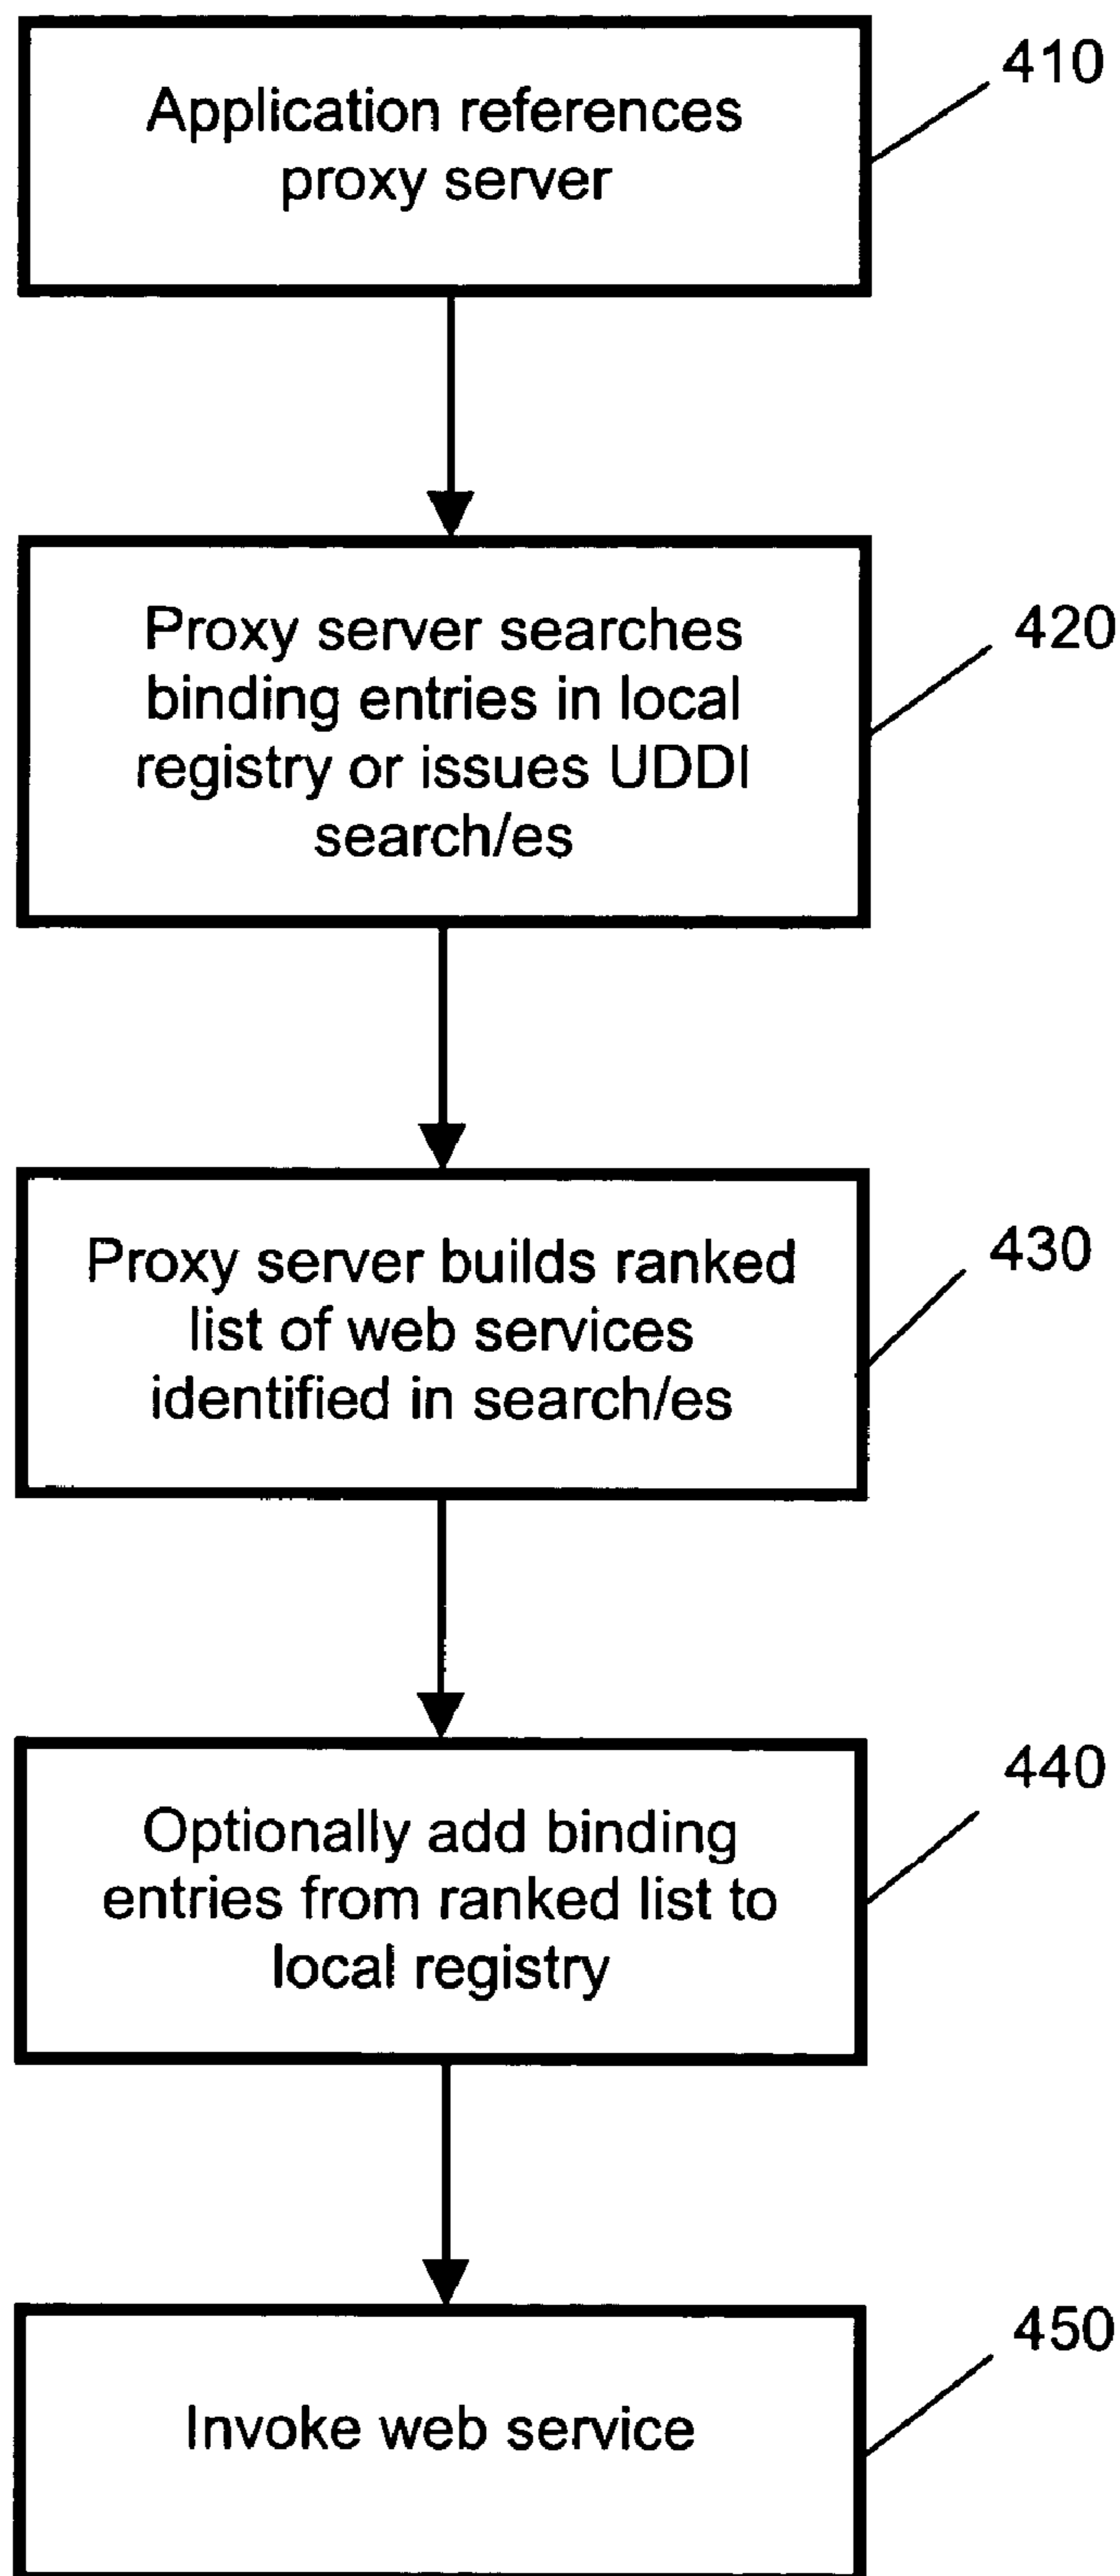 Application references
proxy server
410
Proxy server searches
binding entries in local
registry or issues UDDI
search/es
420
Proxy server builds ranked
list of web services
identified in search/es
430
Optionally add binding
entries from ranked list to
local registry
440
Invoke web service
450